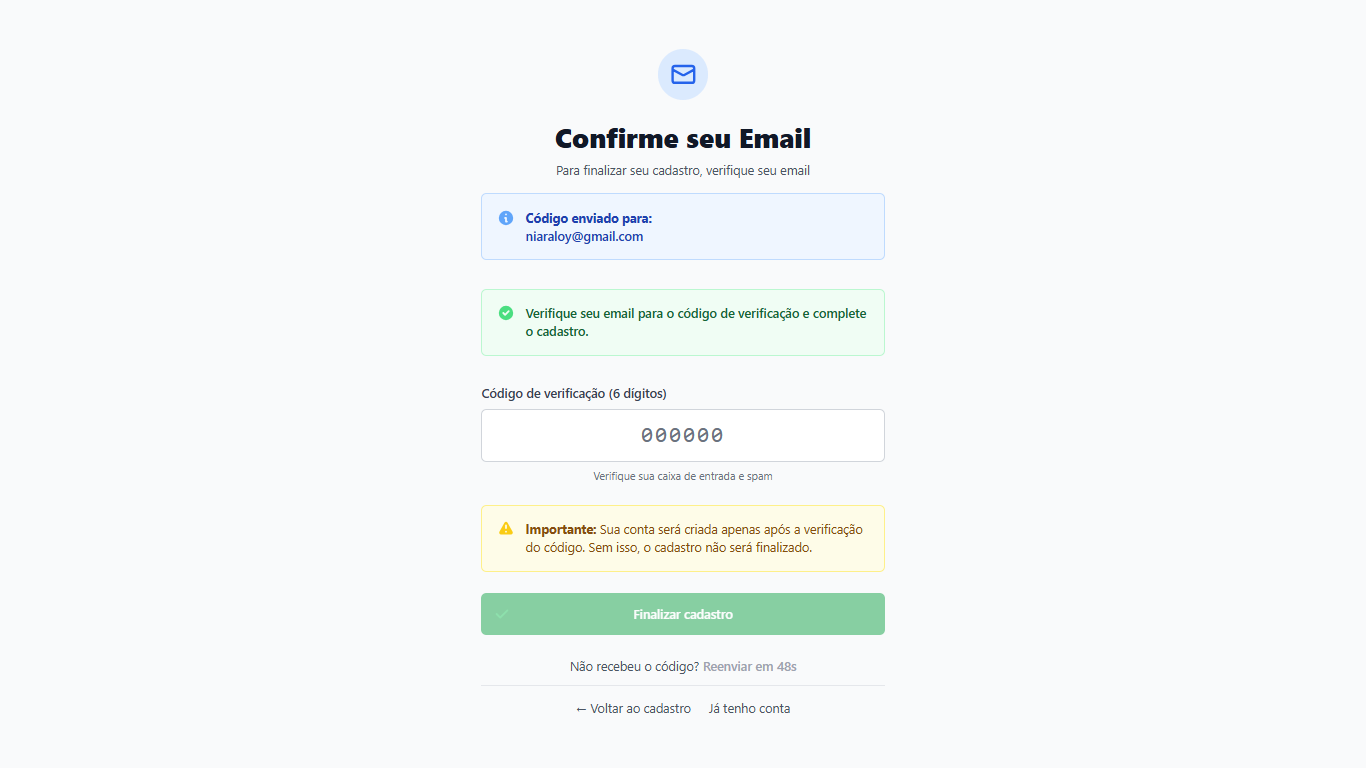 Confirme seu Email
Para finalizar seu cadastro, verifique seu email
Código enviado para:
niaraloy@gmail.com
Verifique seu email para o código de verificação e complete
o cadastro.
Código de verificação (6 dígitos)
000000
Verifique sua caixa de entrada e spam
Importante: Sua conta será criada apenas após a verificação
do código. Sem isso, o cadastro não será finalizado.
Finalizar cadastro
Não recebeu o código? Reenviar em 48s
← Voltar ao cadastro Já tenho conta